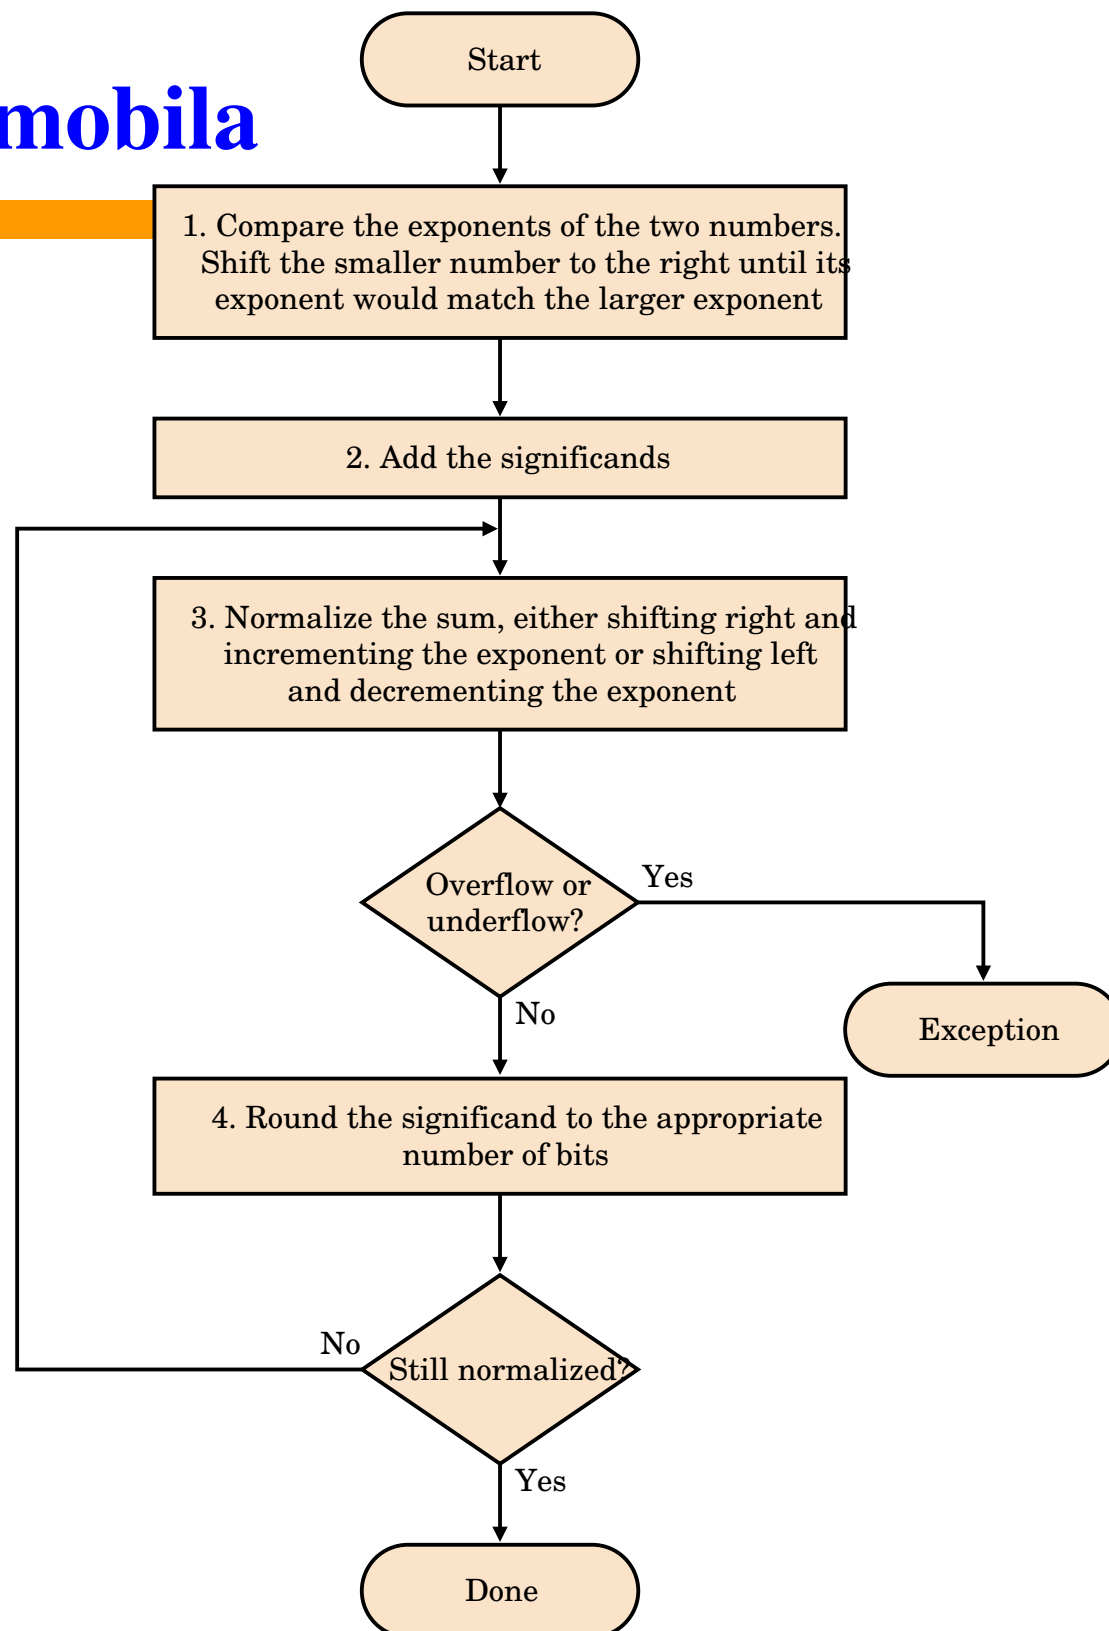 Start
mobila
1. Compare the exponents of the two numbers.
Shift the smaller number to the right until its
exponent would match the larger exponent
2. Add the significands
3. Normalize the sum, either shifting right and
incrementing the exponent or shifting left
and decrementing the exponent
Overflow or
underflow?
Yes
No
Exception
4. Round the significand to the appropriate
number of bits
No
Still normalized?
Yes
Done